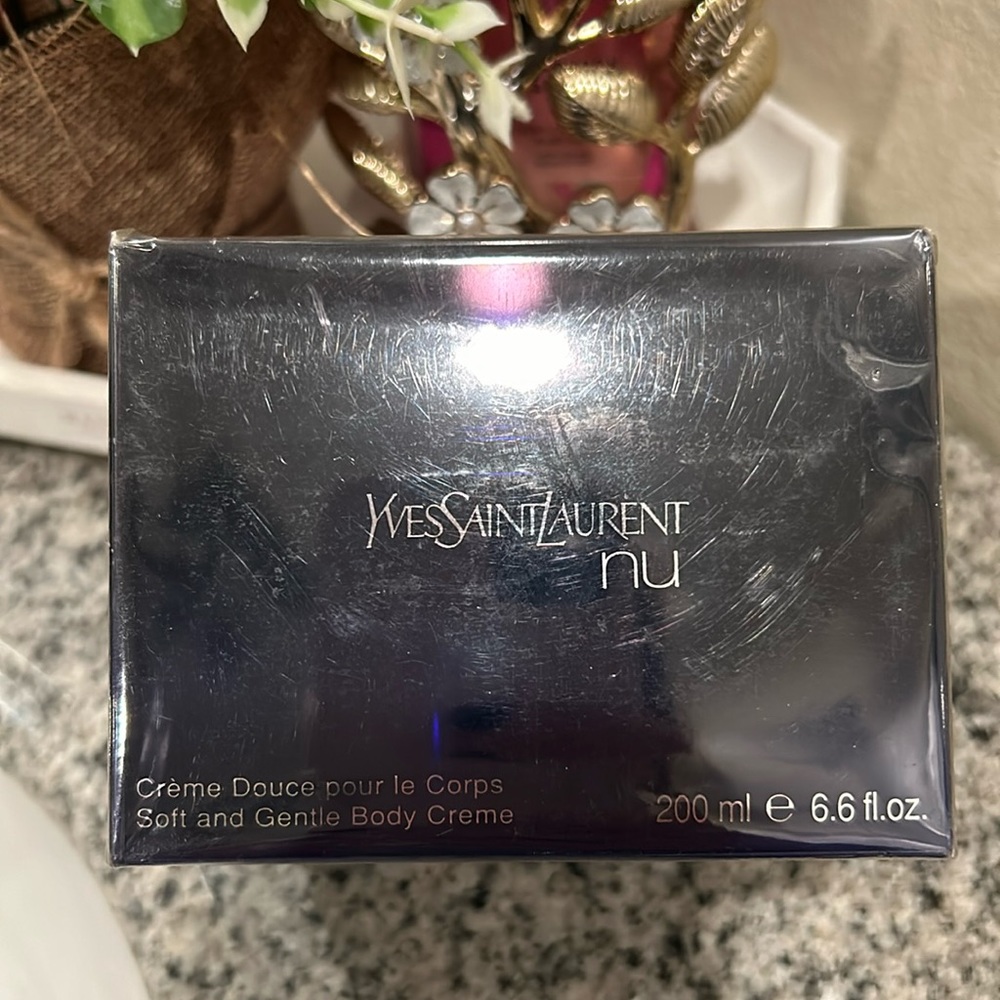 YVESSAINTLAURENT
nu
Crème Douce pour le Corps
Soft and Gentle Body Creme
200 ml ℮ 6.6 fl.oz.